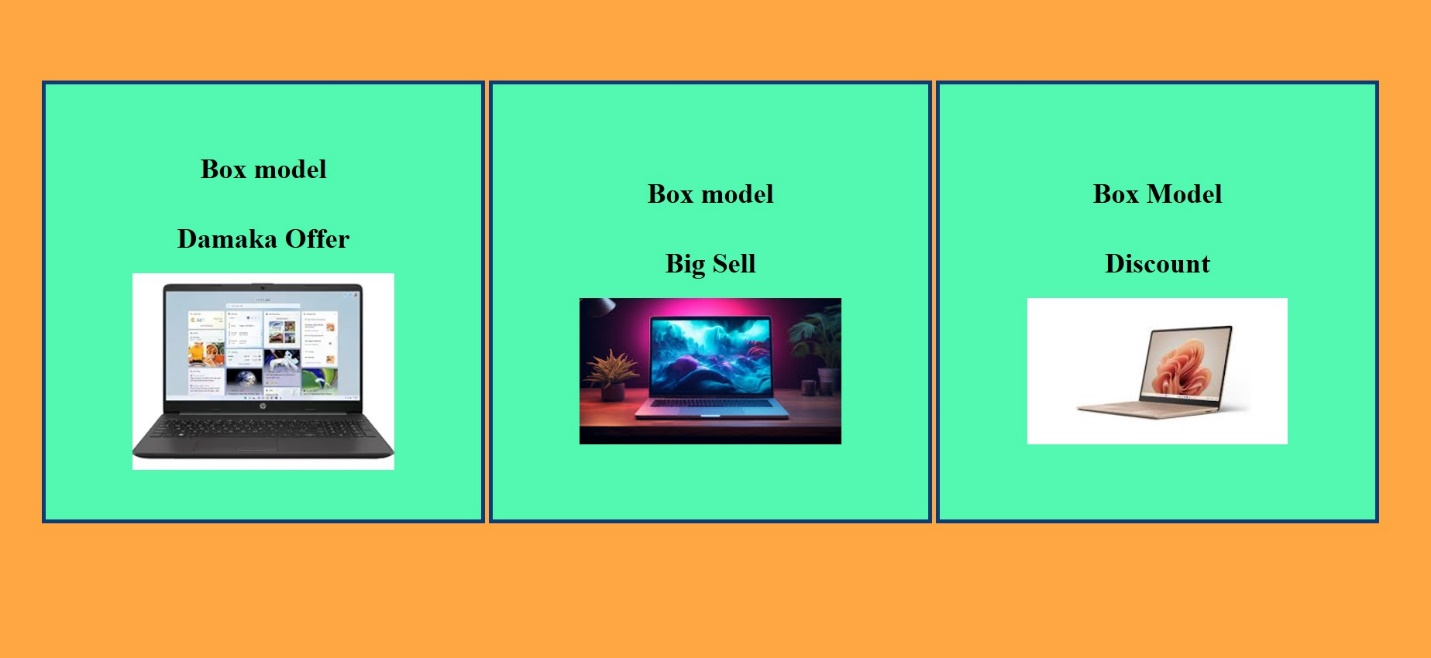 Box model
Damaka Offer
Box model
Big Sell
Box Model
Discount